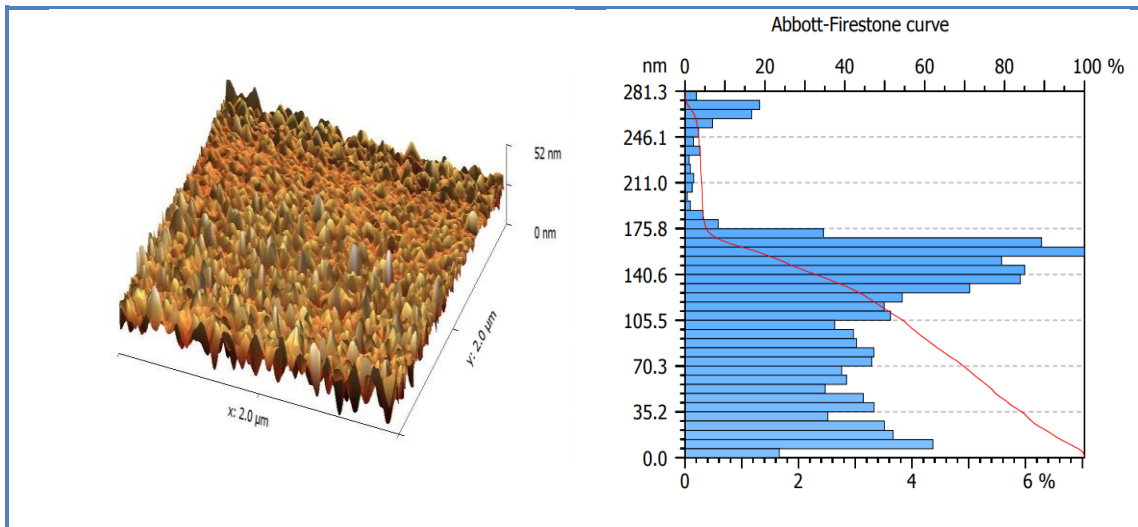 Abbott-Firestone curve
nm 0 20 40 60 80 100 %
281.3
246.1
211.0
175.8
140.6
105.5
70.3
35.2
0.0
0 2 4 6 %
52 nm
0 nm
x: 2.0 µm
y: 2.0 µm